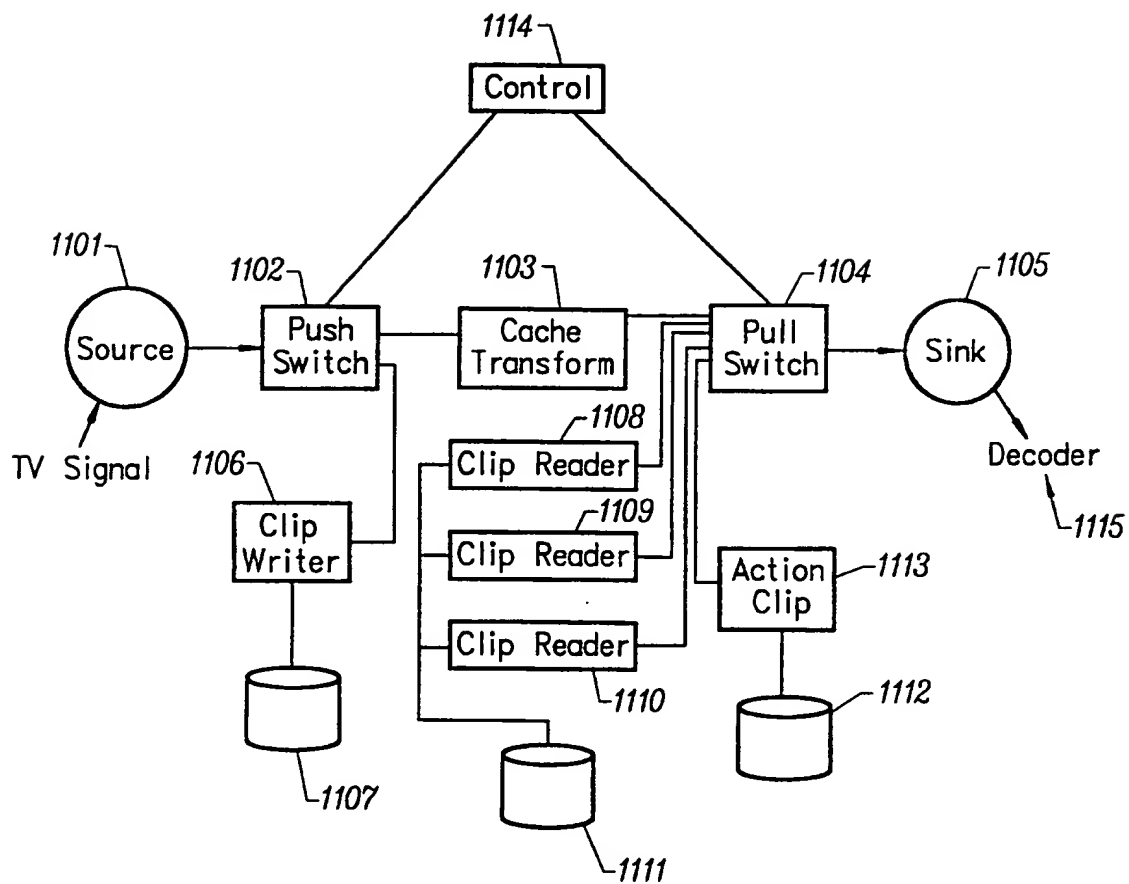 1114
Control
1101
1102
1103
1104
1105
Source
Push
Switch
Cache
Transform
Pull
Switch
Sink
TV Signal
1106
Clip
Writer
1107
1108
Clip Reader
1109
Clip Reader
Clip Reader
1110
1111
Decoder
1115
Action
Clip
1113
1112